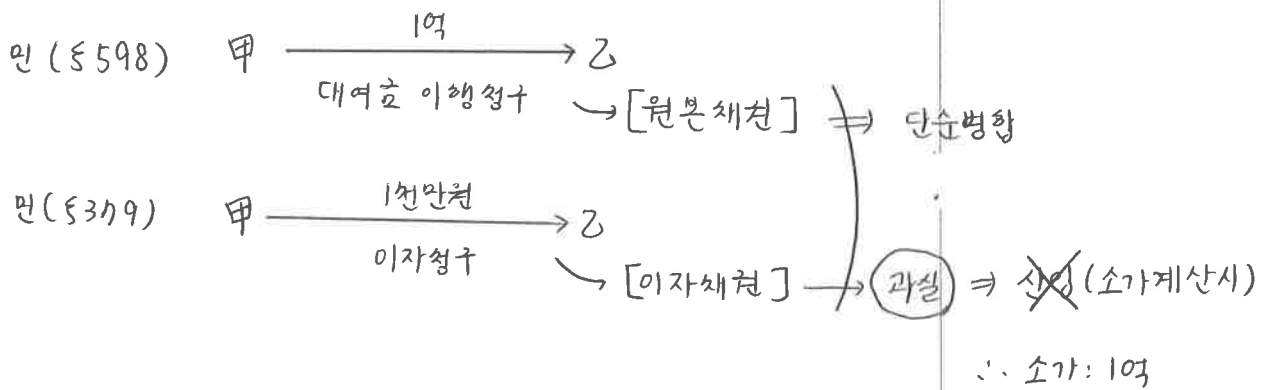 민(§598) 甲 1억 乙
대여금 이행청구 [원본채권] ⇒ 단순병합
민(§379) 甲 1천만원 乙
이자청구 [이자채권] → 과실 ⇒ 산입(소가계산시)
∴ 소가: 1억